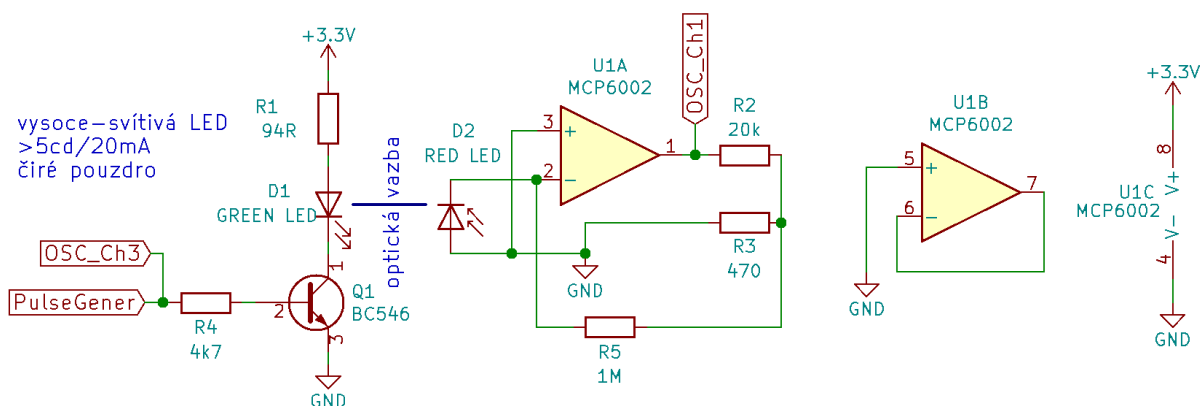 +3.3V
R1
94R
vysoce-svítivá LED
>5cd/20mA
čiré pouzdro
D1
GREEN LED
OSC_Ch3
PulseGener
R4
4k7
1
2
3
Q1
BC546
GND
optická vazba
D2
RED LED
U1A
MCP6002
3
+
2
-
1
OSC_Ch1
R2
20k
R3
470
GND
R5
1M
U1B
MCP6002
5
+
6
-
7
GND
+3.3V
8
V+
U1C
MCP6002
V-
4
GND